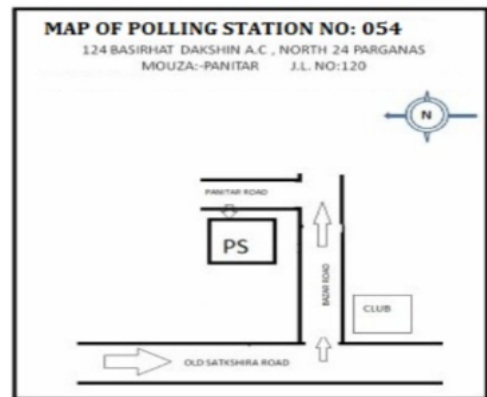 MAP OF POLLING STATION NO: 054
124 BASIRHAT DAKSHIN A.C , NORTH 24 PARGANAS
MOUZA:-PANITAR J.L. NO:120
N
PANITAR ROAD
PS
BAZAR ROAD
CLUB
OLD SATKSHIRA ROAD